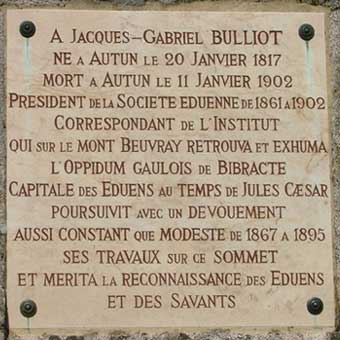 A JACQUES-GABRIEL BULLIOT
NE A AUTUN LE 20 JANVIER 1817
MORT A AUTUN LE 11 JANVIER 1902
PRESIDENT DE LA SOCIETE EDUENNE DE 1861 A 1902
CORRESPONDANT DE L'INSTITUT
QUI SUR LE MONT BEUVRAY RETROUVA ET EXHUMA
L'OPPIDUM GAULOIS DE BIBRACTE
CAPITALE DES EDUENS AU TEMPS DE JULES CÆSAR
POURSUIVIT AVEC UN DEVOUEMENT
AUSSI CONSTANT QUE MODESTE DE 1867 A 1895
SES TRAVAUX SUR CE SOMMET
ET MERITA LA RECONNAISSANCE DES EDUENS
ET DES SAVANTS